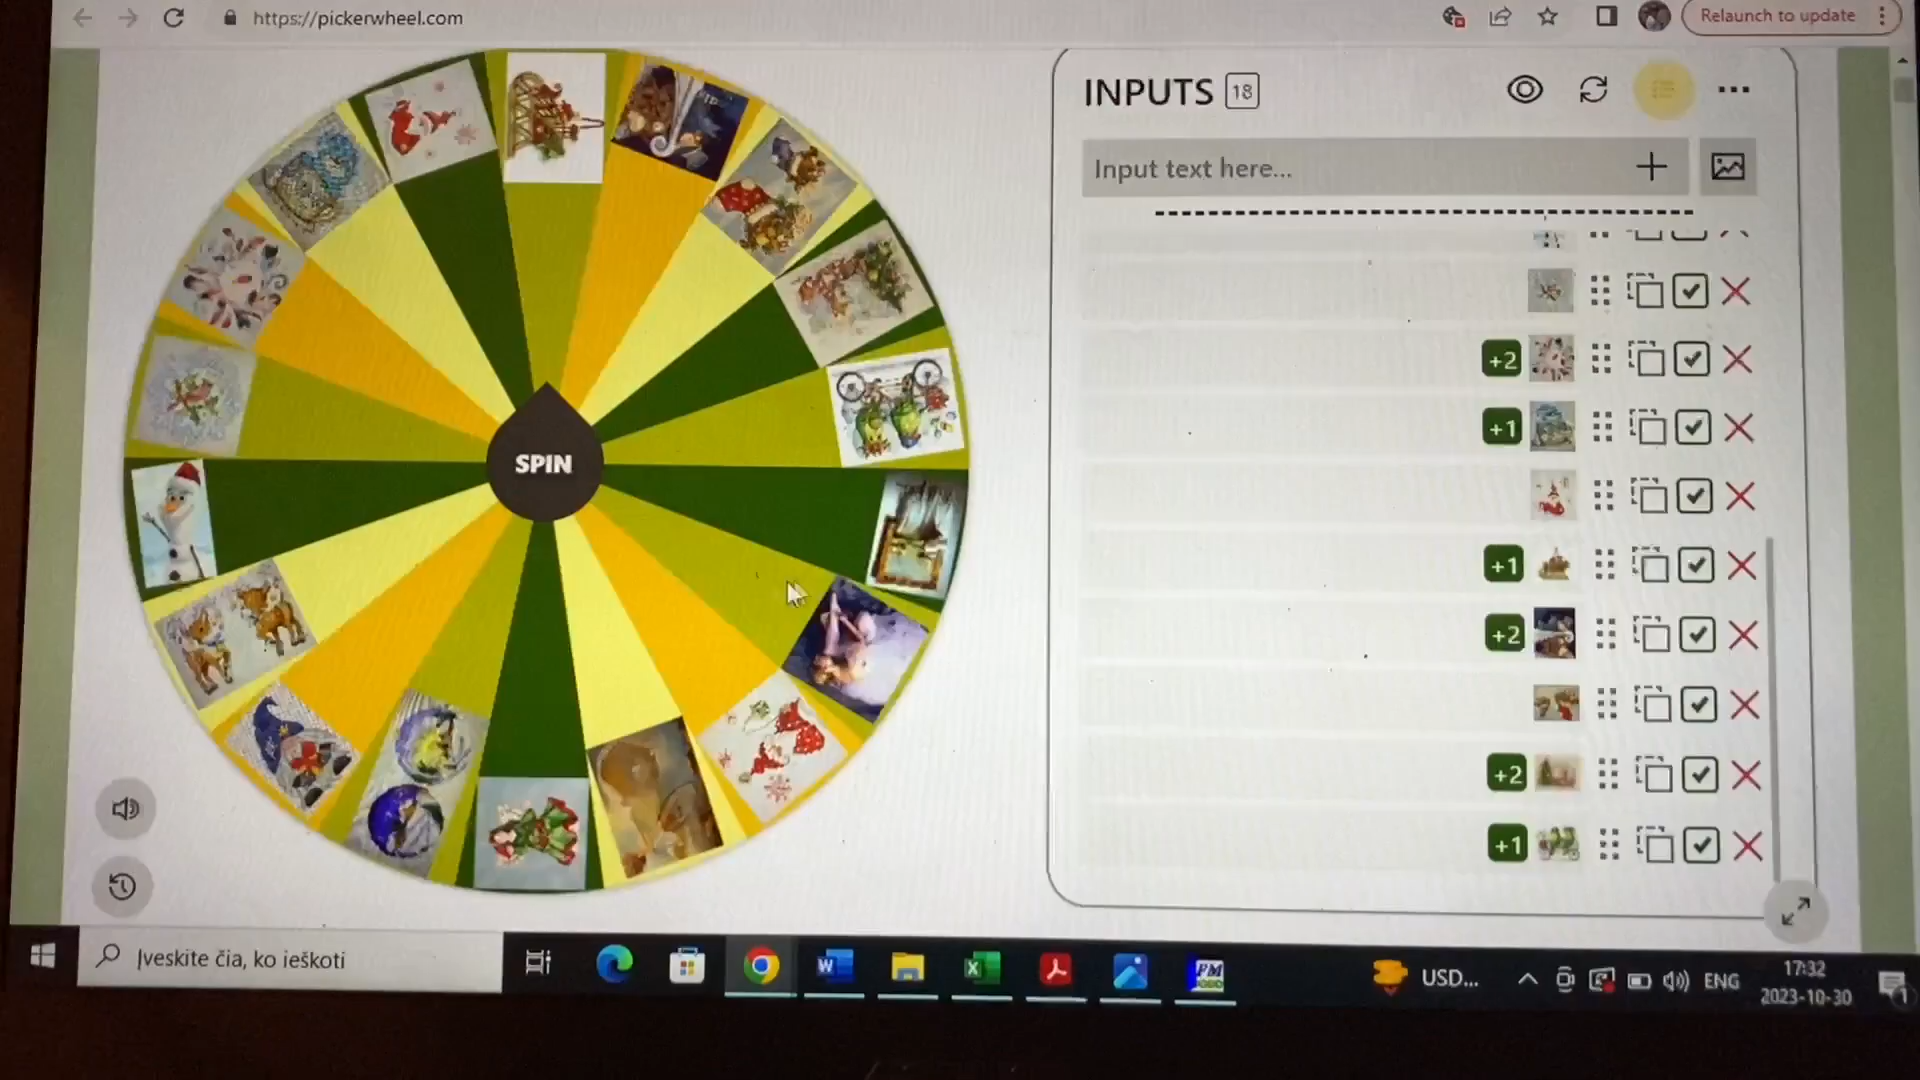 https://pickerwheel.com
Relaunch to update
INPUTS 18
Input text here...
+2
+1
SPIN
+1
+2
+2
+1
Įveskite čia, ko ieškoti
USD...
ENG
17:32
2023-10-30
1